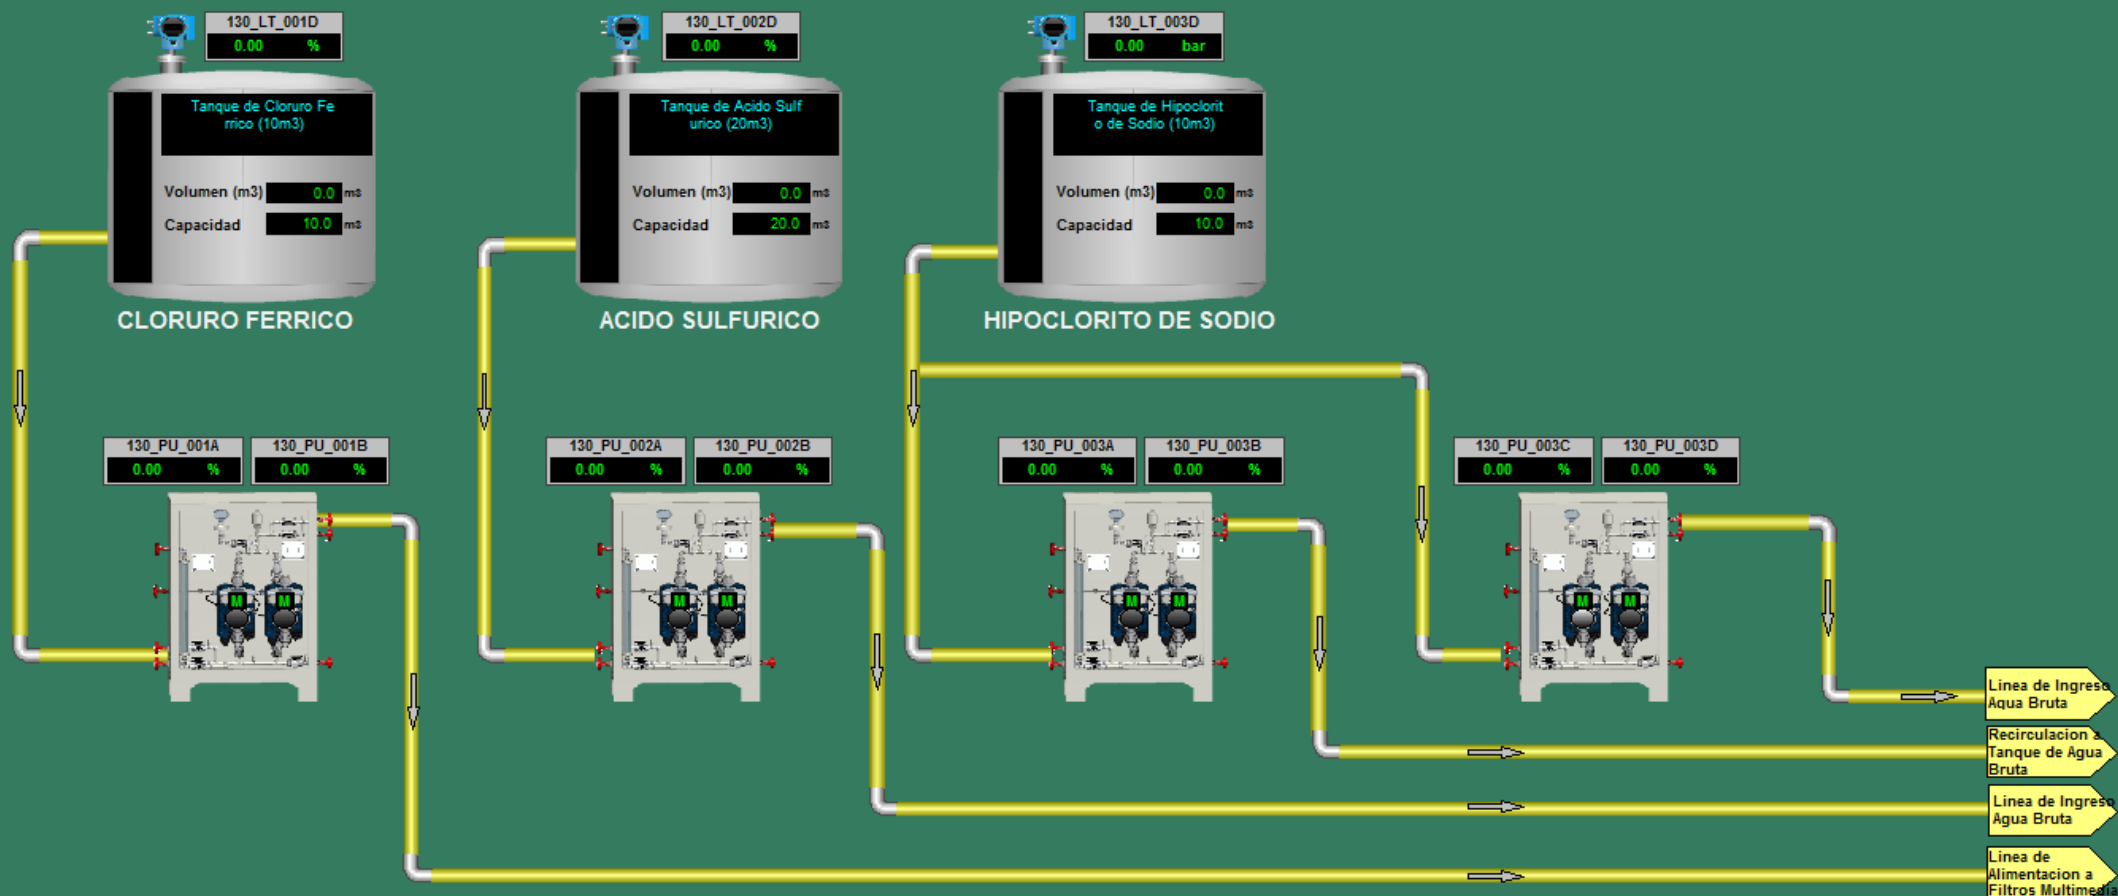 130_LT_001D
0.00 %
130_LT_002D
0.00 %
130_LT_003D
0.00 bar
Tanque de Cloruro Fe
rrico (10m3)
Volumen (m3) 0.0 m3
Capacidad 10.0 m3
CLORURO FERRICO
Tanque de Acido Sulf
urico (20m3)
Volumen (m3) 0.0 m3
Capacidad 20.0 m3
ACIDO SULFURICO
Tanque de Hipoclorit
o de Sodio (10m3)
Volumen (m3) 0.0 m3
Capacidad 10.0 m3
HIPOCLORITO DE SODIO
130_PU_001A
0.00 %
130_PU_001B
0.00 %
130_PU_002A
0.00 %
130_PU_002B
0.00 %
130_PU_003A
0.00 %
130_PU_003B
0.00 %
130_PU_003C
0.00 %
130_PU_003D
0.00 %
M M
M M
M M
M M
Linea de Ingreso
Agua Bruta
Recirculacion a
Tanque de Agua
Bruta
Linea de Ingreso
Agua Bruta
Linea de
Alimentacion a
Filtros Multimedia